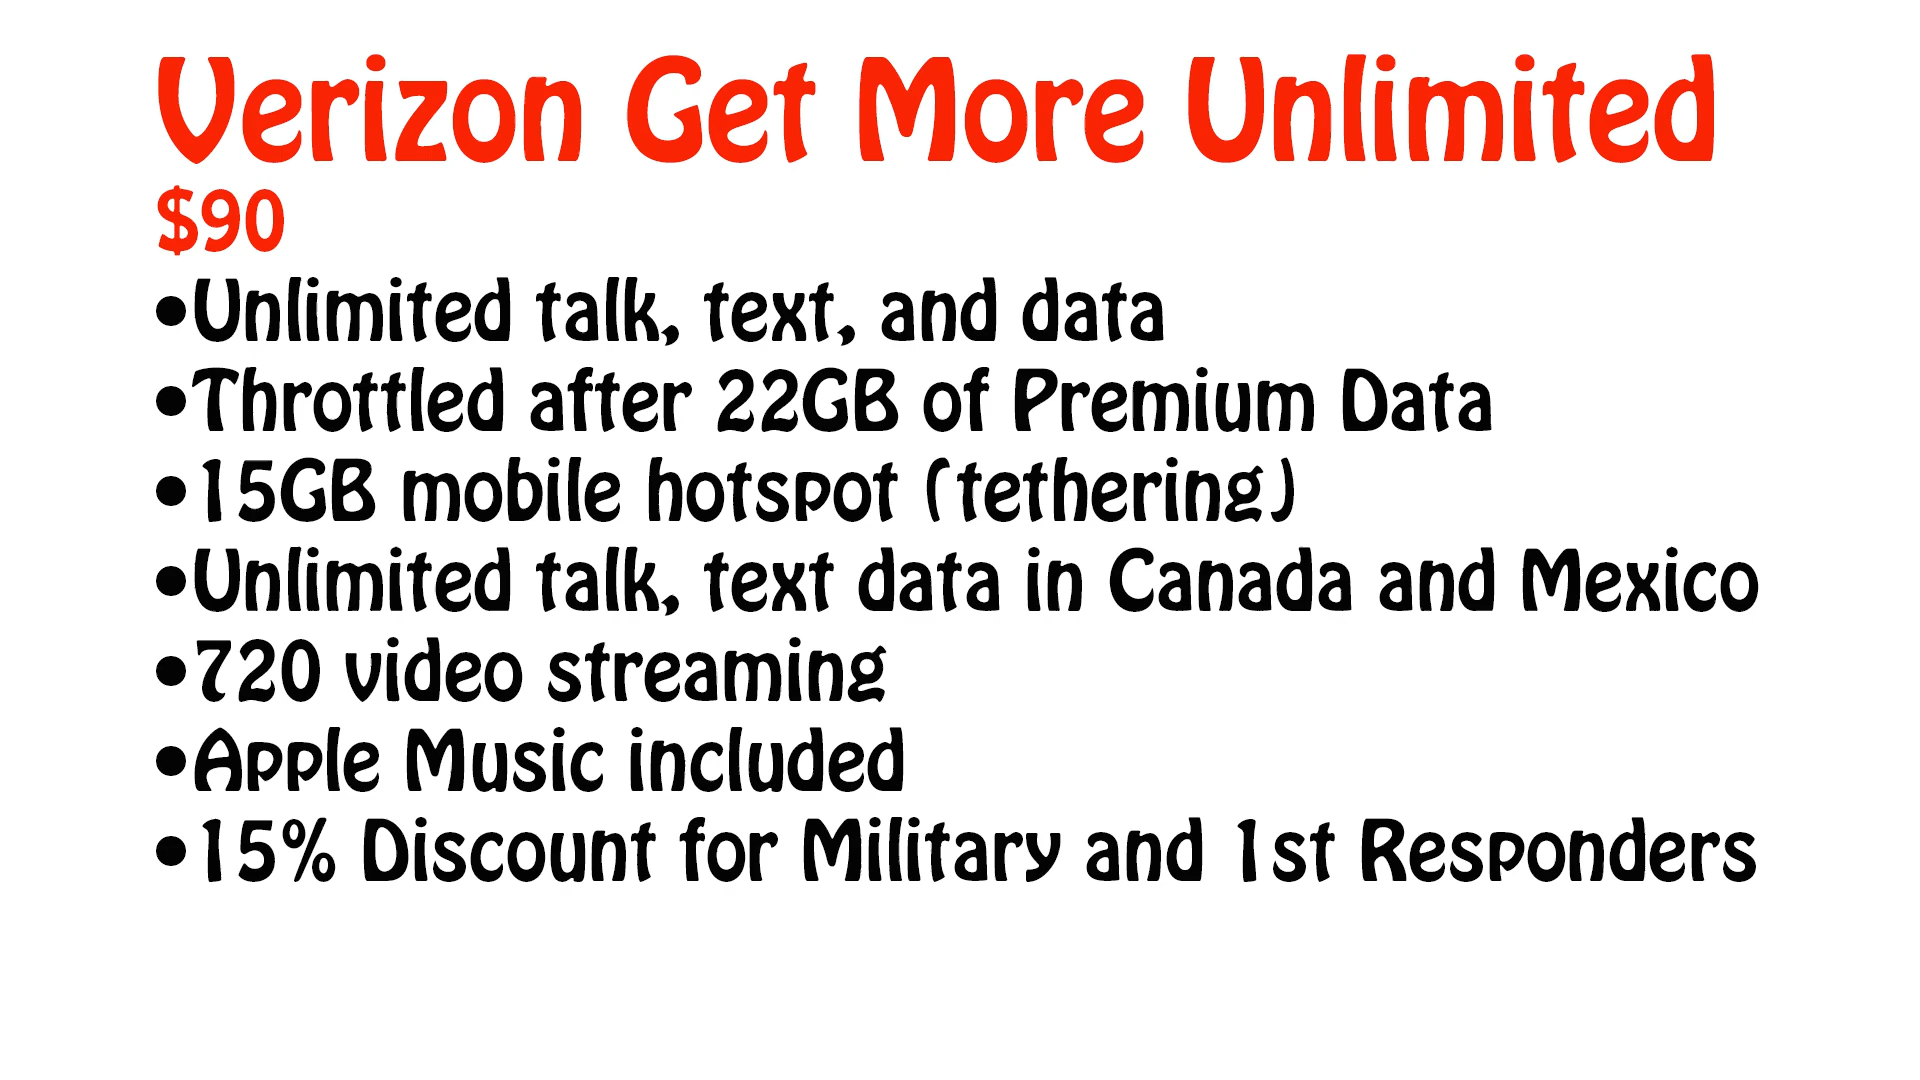 Verizon Get More Unlimited
$90
•Unlimited talk, text, and data
•Throttled after 22GB of Premium Data
•15GB mobile hotspot (tethering)
•Unlimited talk, text data in Canada and Mexico
•720 video streaming
•Apple Music included
•15% Discount for Military and 1st Responders